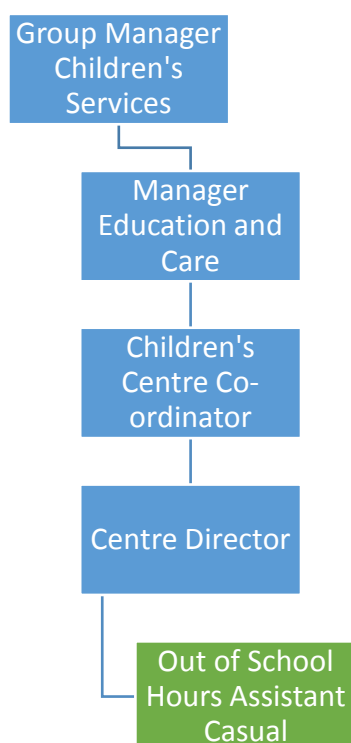 Group Manager
Children's
Services
Manager
Education and
Care
Children's
Centre Co-
ordinator
Centre Director
Out of School
Hours Assistant
Casual